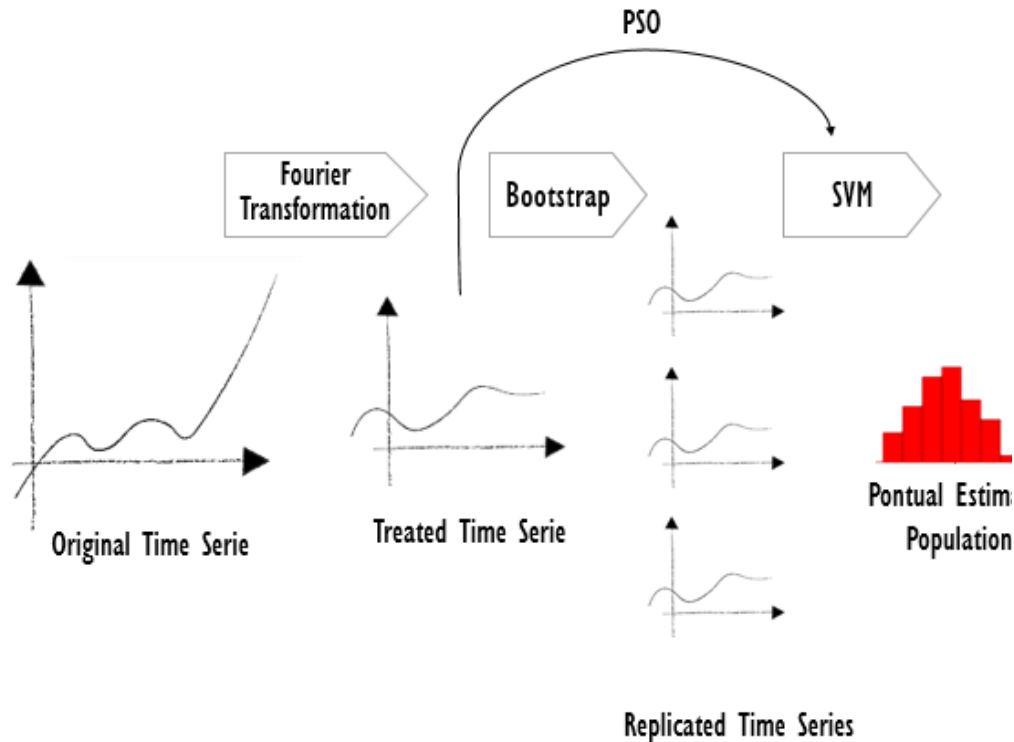 PSO
Fourier
Transformation
Bootstrap
SVM
Original Time Serie
Treated Time Serie
Pontual Estima
Population
Replicated Time Series